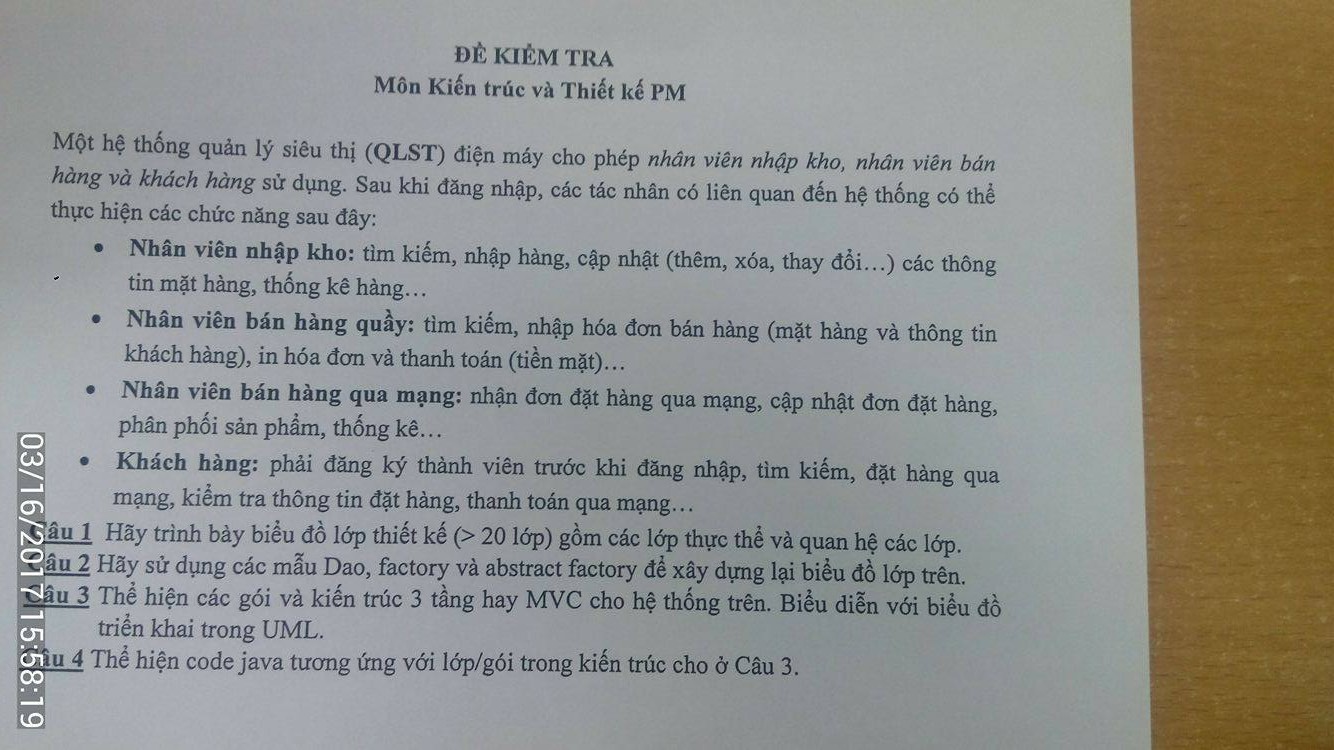 ĐỀ KIỂM TRA
Môn Kiến trúc và Thiết kế PM
Một hệ thống quản lý siêu thị (QLST) điện máy cho phép nhân viên nhập kho, nhân viên bán
hàng và khách hàng sử dụng. Sau khi đăng nhập, các tác nhân có liên quan đến hệ thống có thể
thực hiện các chức năng sau đây:
• Nhân viên nhập kho: tìm kiếm, nhập hàng, cập nhật (thêm, xóa, thay đổi…) các thông
tin mặt hàng, thống kê hàng…
• Nhân viên bán hàng quầy: tìm kiếm, nhập hóa đơn bán hàng (mặt hàng và thông tin
khách hàng), in hóa đơn và thanh toán (tiền mặt)…
• Nhân viên bán hàng qua mạng: nhận đơn đặt hàng qua mạng, cập nhật đơn đặt hàng,
phân phối sản phẩm, thống kê…
• Khách hàng: phải đăng ký thành viên trước khi đăng nhập, tìm kiếm, đặt hàng qua
mạng, kiểm tra thông tin đặt hàng, thanh toán qua mạng…
Câu 1 Hãy trình bày biểu đồ lớp thiết kế (> 20 lớp) gồm các lớp thực thể và quan hệ các lớp.
Câu 2 Hãy sử dụng các mẫu Dao, factory và abstract factory để xây dựng lại biểu đồ lớp trên.
Câu 3 Thể hiện các gói và kiến trúc 3 tầng hay MVC cho hệ thống trên. Biểu diễn với biểu đồ
triển khai trong UML.
Câu 4 Thể hiện code java tương ứng với lớp/gói trong kiến trúc cho ở Câu 3.
03/16/2017 15:58:19